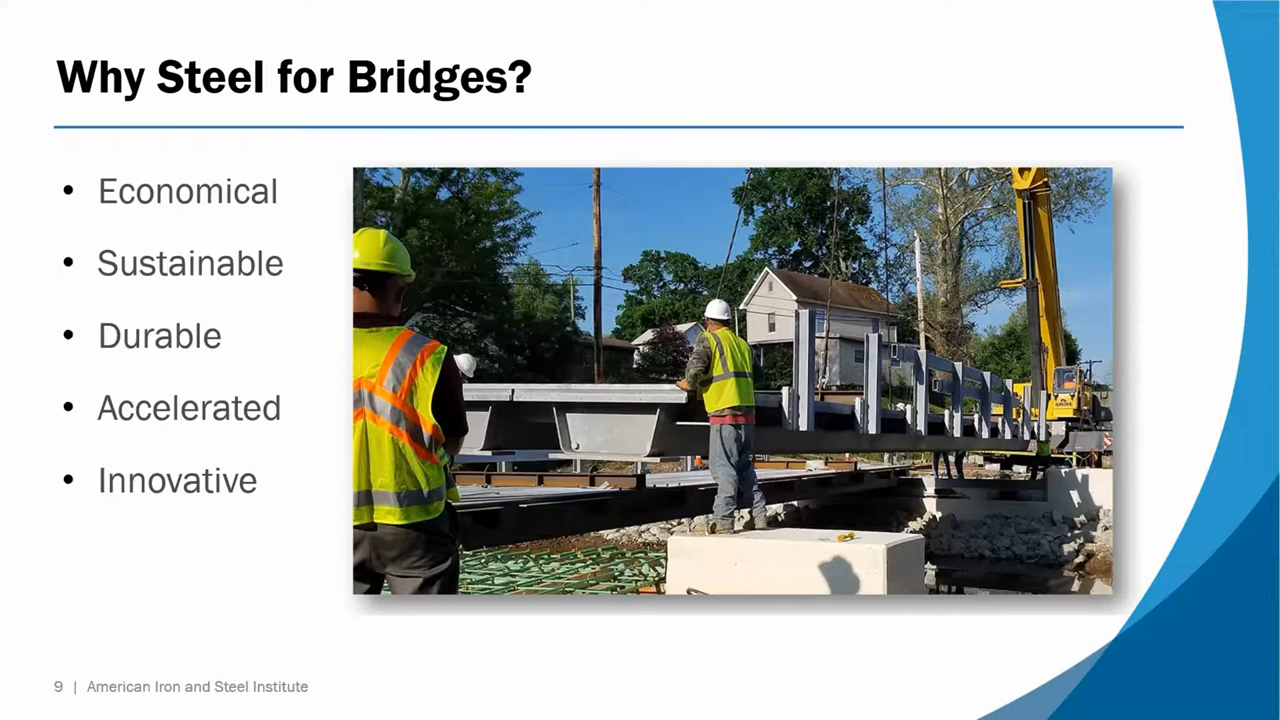 Why Steel for Bridges?
• Economical
• Sustainable
• Durable
• Accelerated
• Innovative
9 | American Iron and Steel Institute